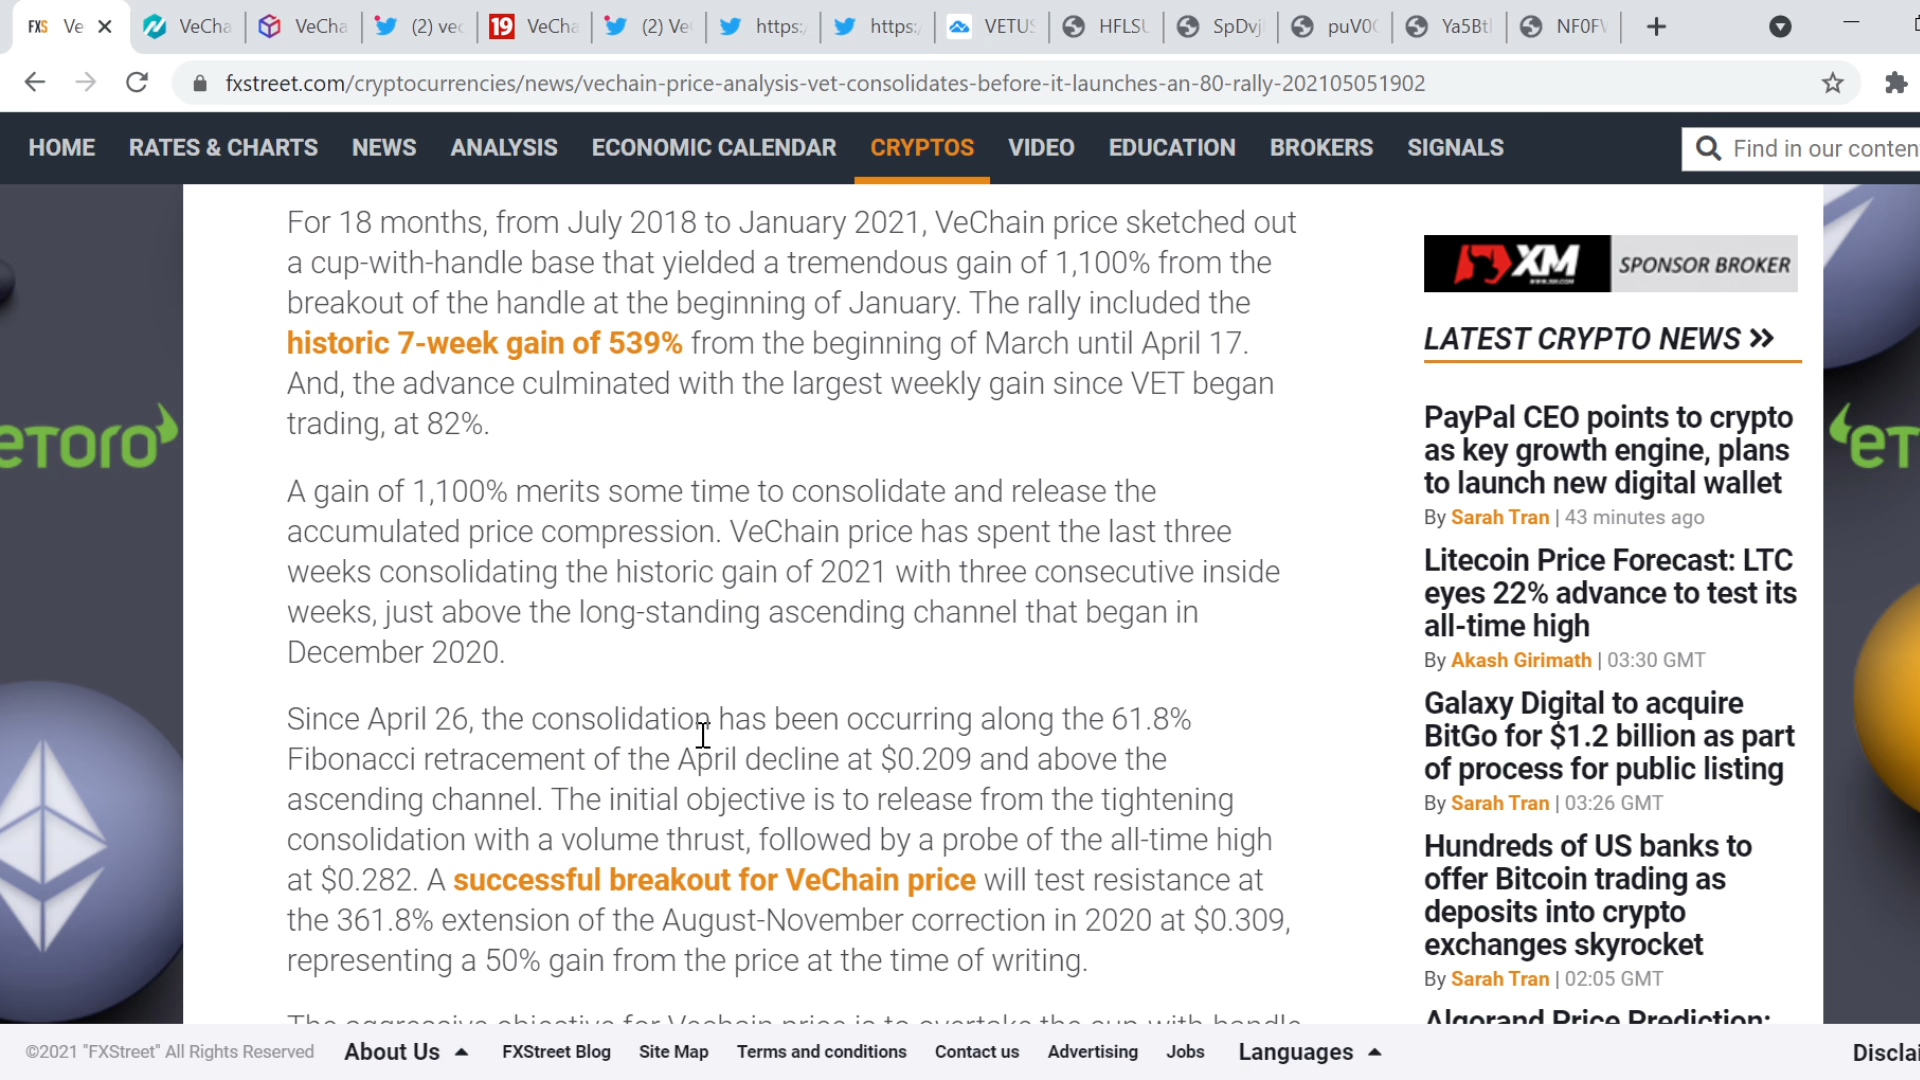 FXS Ve
VeCha
VeCha
(2) vec
19 VeCha
(2) Ve
https:/
https:/
VETUS
HFLSU
SpDvj
puV0C
Ya5Bt
NF0FV
fxstreet.com/cryptocurrencies/news/vechain-price-analysis-vet-consolidates-before-it-launches-an-80-rally-202105051902
HOME RATES & CHARTS NEWS ANALYSIS ECONOMIC CALENDAR CRYPTOS VIDEO EDUCATION BROKERS SIGNALS
Find in our conten
For 18 months, from July 2018 to January 2021, VeChain price sketched out
a cup-with-handle base that yielded a tremendous gain of 1,100% from the
breakout of the handle at the beginning of January. The rally included the
historic 7-week gain of 539% from the beginning of March until April 17.
And, the advance culminated with the largest weekly gain since VET began
trading, at 82%.
A gain of 1,100% merits some time to consolidate and release the
accumulated price compression. VeChain price has spent the last three
weeks consolidating the historic gain of 2021 with three consecutive inside
weeks, just above the long-standing ascending channel that began in
December 2020.
Since April 26, the consolidation has been occurring along the 61.8%
Fibonacci retracement of the April decline at $0.209 and above the
ascending channel. The initial objective is to release from the tightening
consolidation with a volume thrust, followed by a probe of the all-time high
at $0.282. A successful breakout for VeChain price will test resistance at
the 361.8% extension of the August-November correction in 2020 at $0.309,
representing a 50% gain from the price at the time of writing.
The aggressive objective for Vechain price is to overtake the cup-with-handle
XM SPONSOR BROKER
LATEST CRYPTO NEWS
PayPal CEO points to crypto
as key growth engine, plans
to launch new digital wallet
By Sarah Tran | 43 minutes ago
Litecoin Price Forecast: LTC
eyes 22% advance to test its
all-time high
By Akash Girimath | 03:30 GMT
Galaxy Digital to acquire
BitGo for $1.2 billion as part
of process for public listing
By Sarah Tran | 03:26 GMT
Hundreds of US banks to
offer Bitcoin trading as
deposits into crypto
exchanges skyrocket
By Sarah Tran | 02:05 GMT
Algorand Price Prediction:
eTORO
eT
©2021 "FXStreet" All Rights Reserved About Us FXStreet Blog Site Map Terms and conditions Contact us Advertising Jobs Languages Disclai